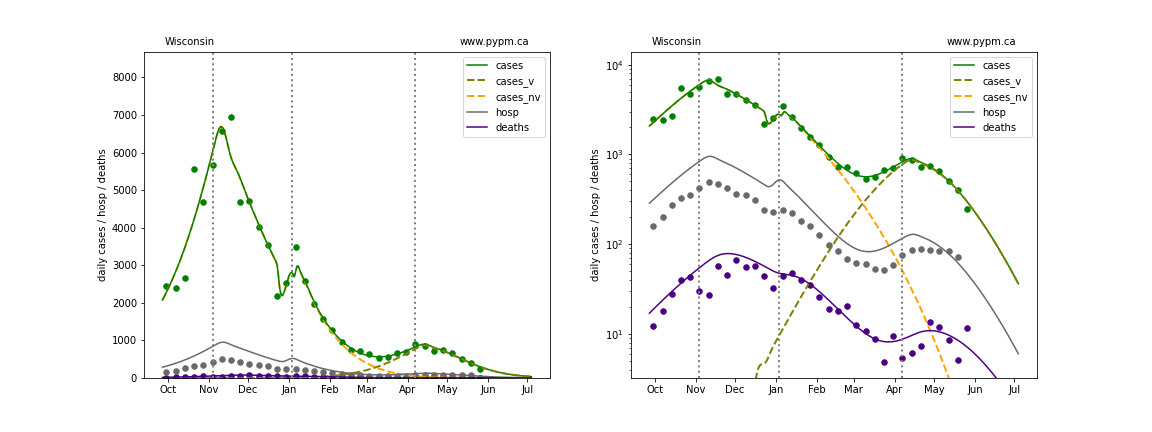 Wisconsin
www.pypm.ca
8000
7000
6000
5000
4000
3000
2000
1000
0
daily cases / hosp / deaths
cases
cases_v
cases_nv
hosp
deaths
Oct Nov Dec Jan Feb Mar Apr May Jun Jul
Wisconsin
www.pypm.ca
10⁴
10³
10²
10¹
daily cases / hosp / deaths
cases
cases_v
cases_nv
hosp
deaths
Oct Nov Dec Jan Feb Mar Apr May Jun Jul